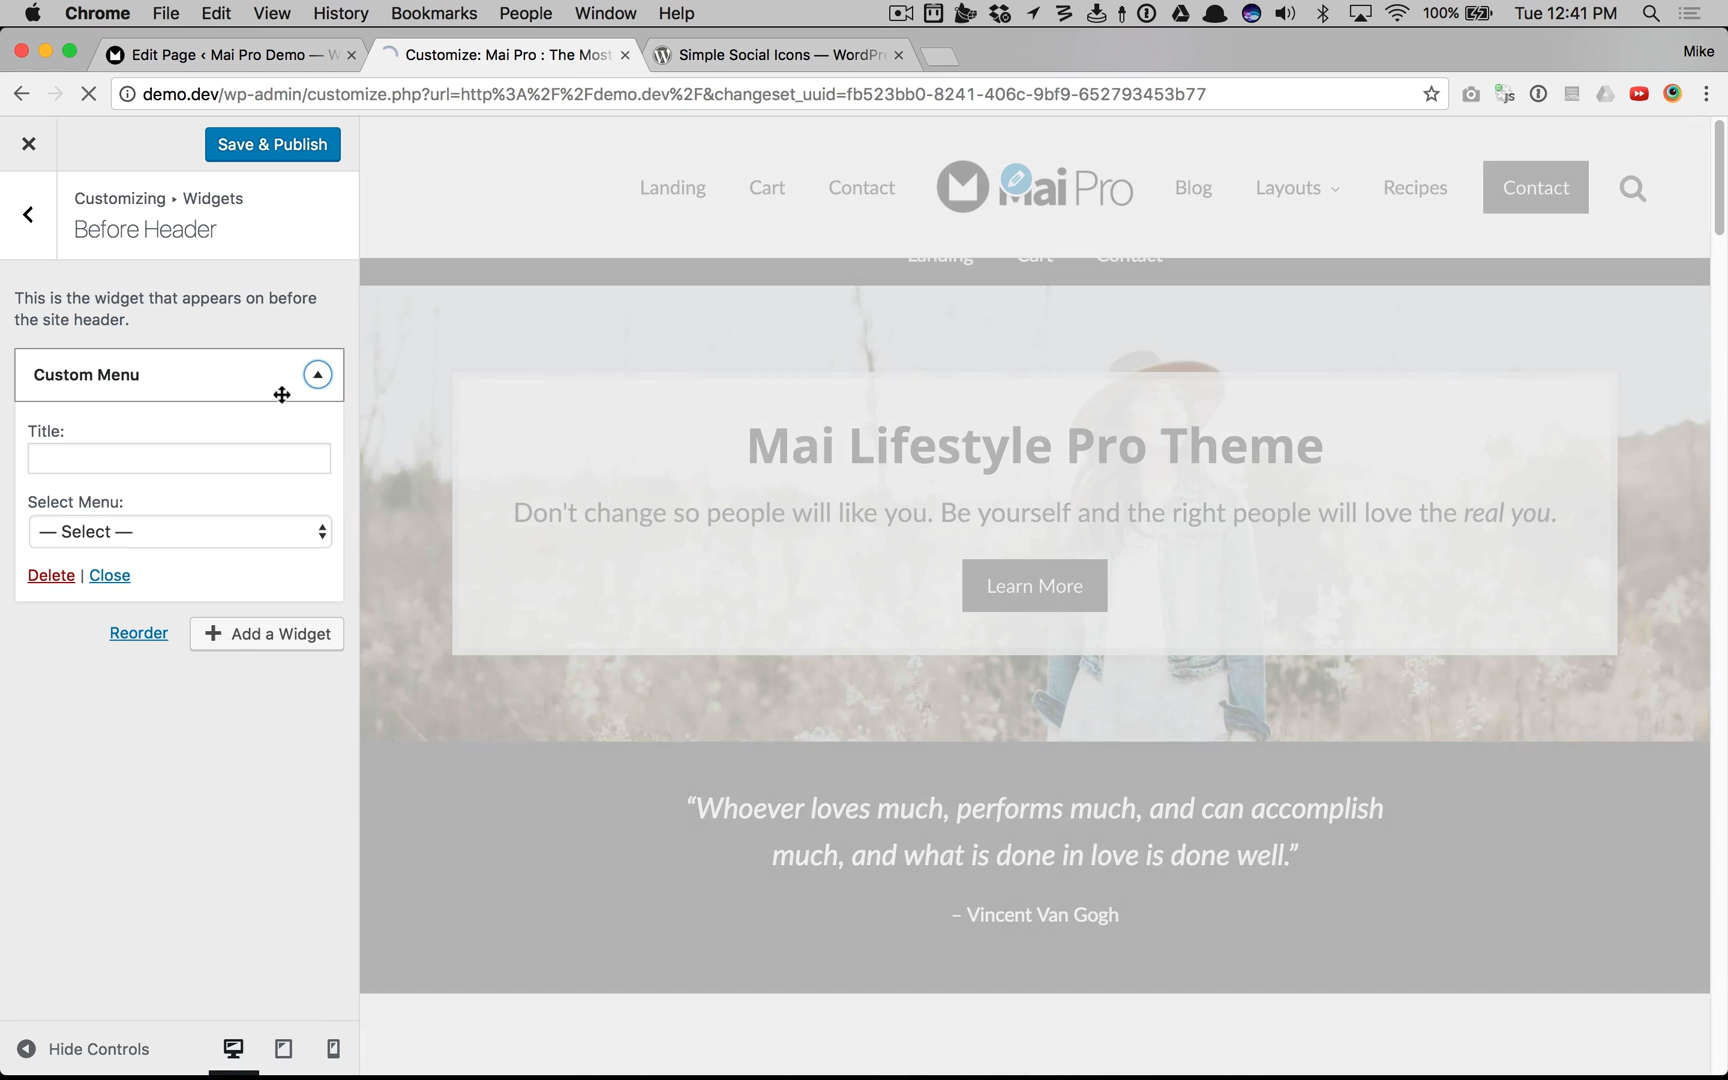 Chrome File Edit View History Bookmarks People Window Help 100% Tue 12:41 PM
Edit Page ‹ Mai Pro Demo — W Customize: Mai Pro : The Most Simple Social Icons — WordPre Mike
demo.dev/wp-admin/customize.php?url=http%3A%2F%2Fdemo.dev%2F&changeset_uuid=fb523bb0-8241-406c-9bf9-652793453b77
Save & Publish
Customizing ▸ Widgets
Before Header
This is the widget that appears on before
the site header.
Custom Menu
Title:
Select Menu:
— Select —
Delete | Close
Reorder
Add a Widget
Hide Controls
Landing Cart Contact Mai Pro Blog Layouts Recipes Contact
Landing Cart Contact
Mai Lifestyle Pro Theme
Don't change so people will like you. Be yourself and the right people will love the real you.
Learn More
“Whoever loves much, performs much, and can accomplish
much, and what is done in love is done well.”
– Vincent Van Gogh